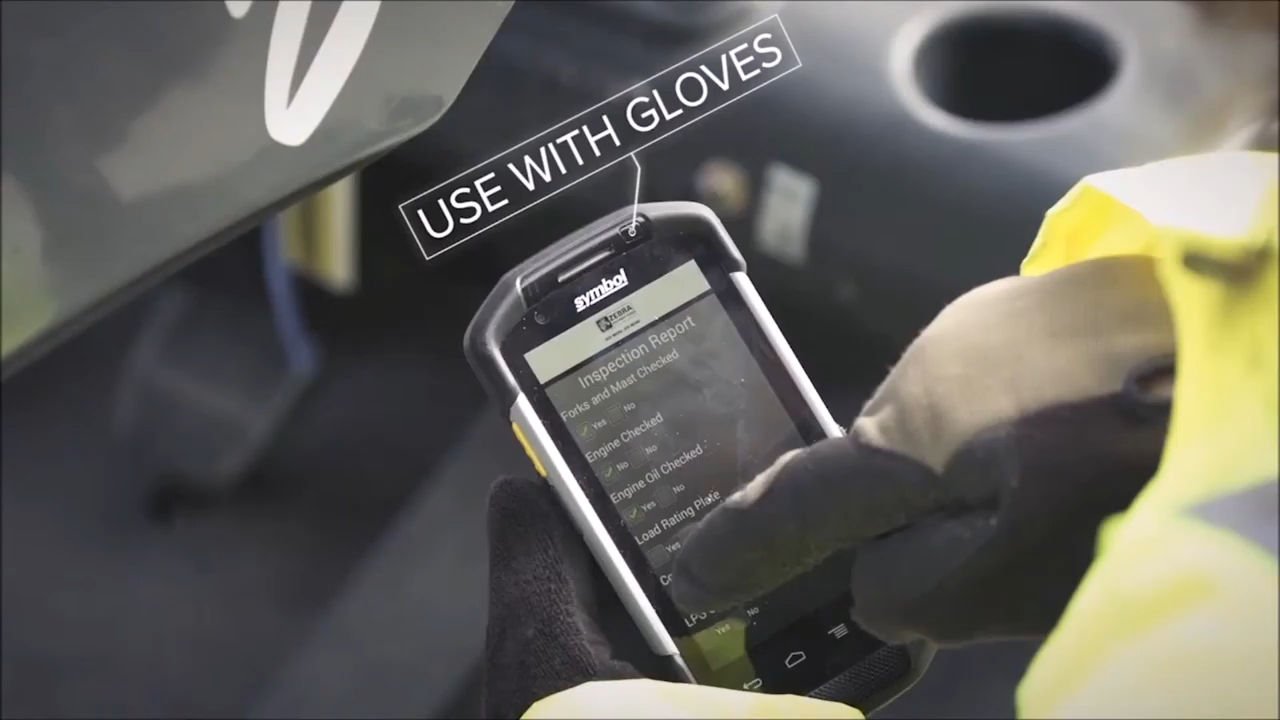 USE WITH GLOVES
symbol
ZEBRA
Inspection Report
Forks and Mast Checked
Yes No
Engine Checked
No No
Engine Oil Checked
Yes No
Load Rating Plate
Yes
LPG
Yes No